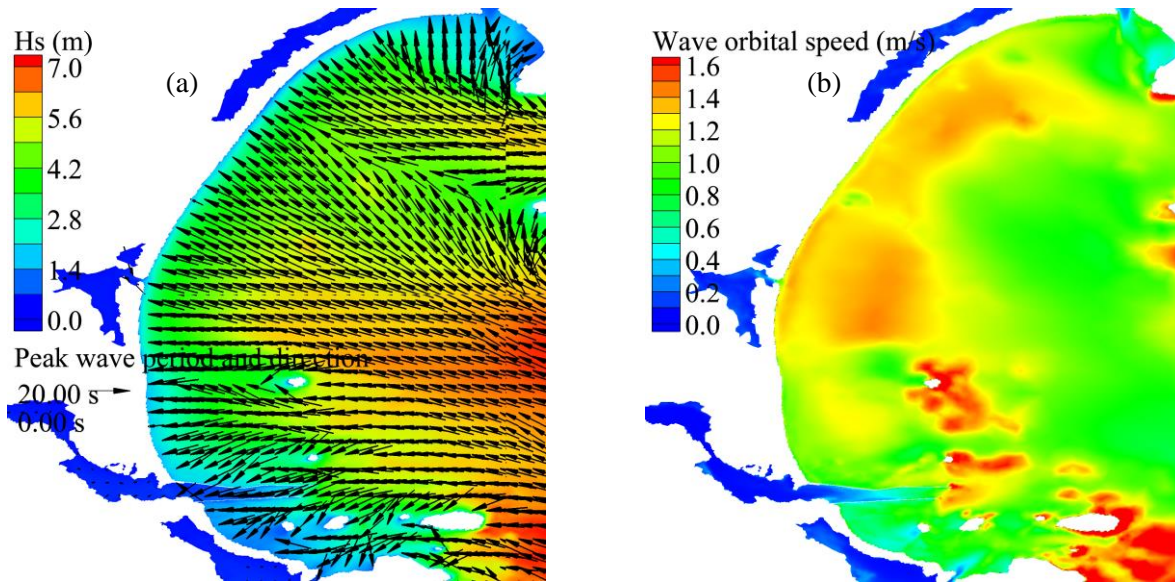 Hs (m)
7.0
5.6
4.2
2.8
1.4
0.0
(a)
Peak wave period and direction
20.00 s
0.00 s
Wave orbital speed (m/s)
1.6
1.4
1.2
1.0
0.8
0.6
0.4
0.2
0.0
(b)